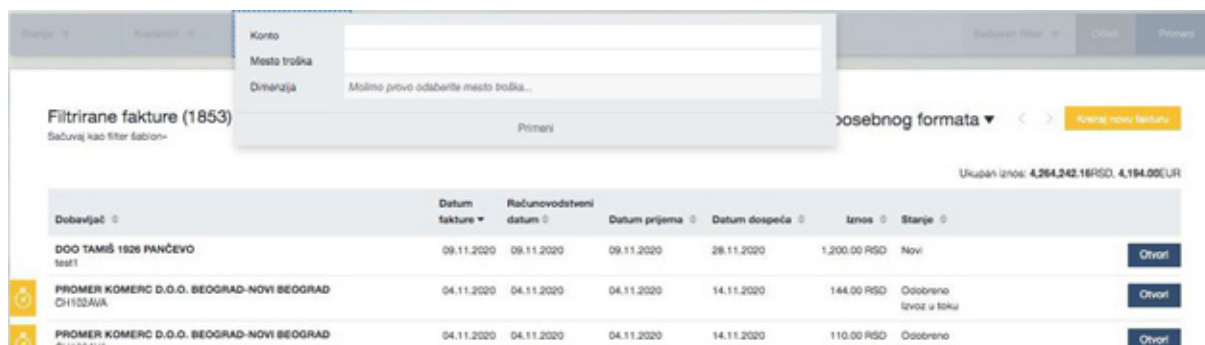 Stanje
Korisnici
Sačuvan filter
Očisti
Primeni
Konto
Mesto troška
Dimenzija
Molimo prvo odaberite mesto troška...
Primeni
Filtrirane fakture (1853)
Sačuvaj kao filter šablon
posebnog formata
Kreiraj novu fakturu
Ukupan iznos: 4,264,242.16RSD, 4,194.00EUR
Dobavljač Datum fakture Računovodstveni datum Datum prijema Datum dospeća Iznos Stanje
DOO TAMIŠ 1926 PANČEVO 09.11.2020 09.11.2020 09.11.2020 28.11.2020 1,200.00 RSD Novi Otvori
test1
PROMER KOMERC D.O.O. BEOGRAD-NOVI BEOGRAD 04.11.2020 04.11.2020 04.11.2020 14.11.2020 144.00 RSD Odobreno Otvori
CH102AVA Izvoz u toku
PROMER KOMERC D.O.O. BEOGRAD-NOVI BEOGRAD 04.11.2020 04.11.2020 04.11.2020 14.11.2020 110.00 RSD Odobreno Otvori